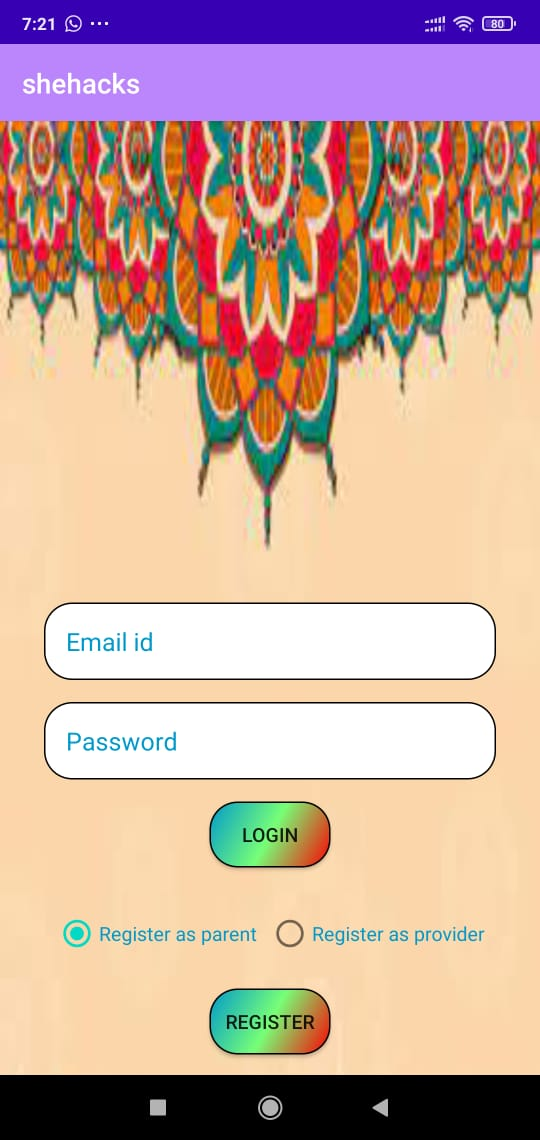 7:21
80
shehacks
Email id
Password
LOGIN
Register as parent Register as provider
REGISTER